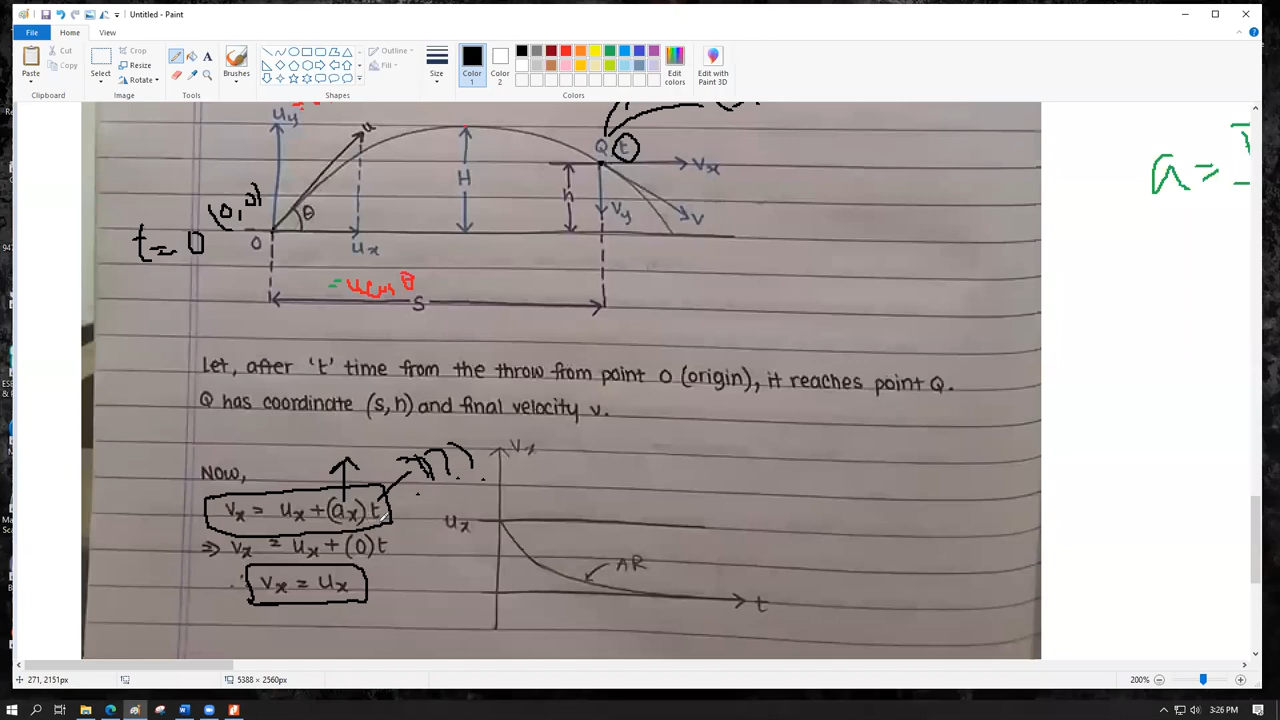 Untitled - Paint
File Home View
Paste
Cut
Copy
Clipboard
Select
Crop
Resize
Rotate
Image
A
Tools
Brushes
Outline
Fill
Shapes
Size
Color 1
Color 2
Edit colors
Colors
Edit with Paint 3D
uy
u
H
Q t
vx
h
vy
v
a =
(0,0)
θ
t = 0
O
ux
= u cos θ
S
Let, after 't' time from the throw from point O (origin), it reaches point Q.
Q has coordinate (s, h) and final velocity v.
Now,
vx = ux + (ax)t
⇒ vx = ux + (0)t
∴ vx = ux
vx
ux
AR
t
271, 2151px
5388 × 2560px
200%
3:26 PM